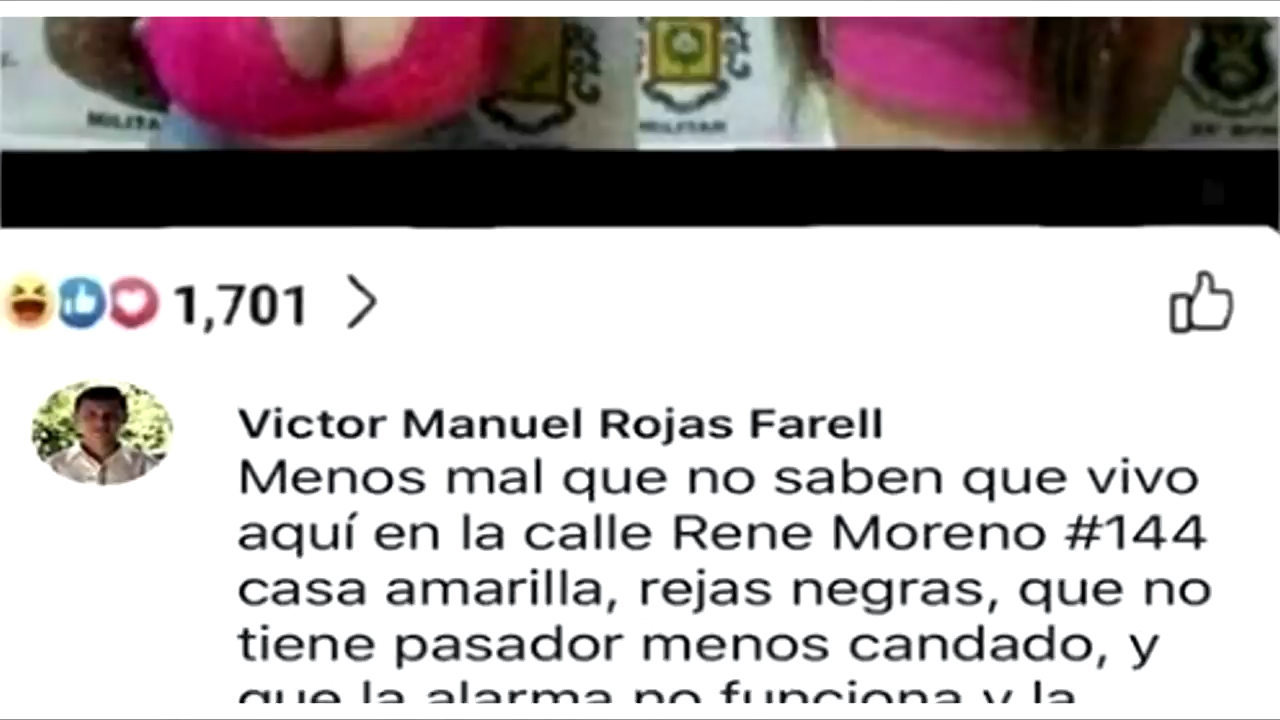 MILITA
MILITAR
1,701
Victor Manuel Rojas Farell
Menos mal que no saben que vivo
aquí en la calle Rene Moreno #144
casa amarilla, rejas negras, que no
tiene pasador menos candado, y
que la alarma no funciona y la